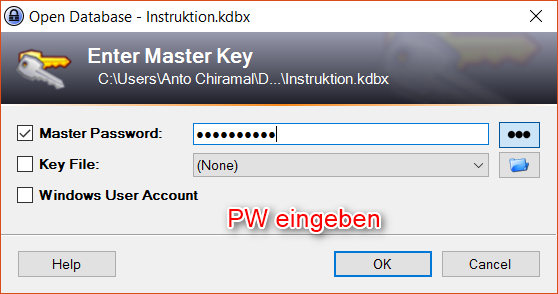 Open Database - Instruktion.kdbx
Enter Master Key
C:\Users\Anto Chiramal\D...\Instruktion.kdbx
Master Password: ●●●●●●●●●● ●●●
Key File: (None)
Windows User Account
PW eingeben
Help OK Cancel